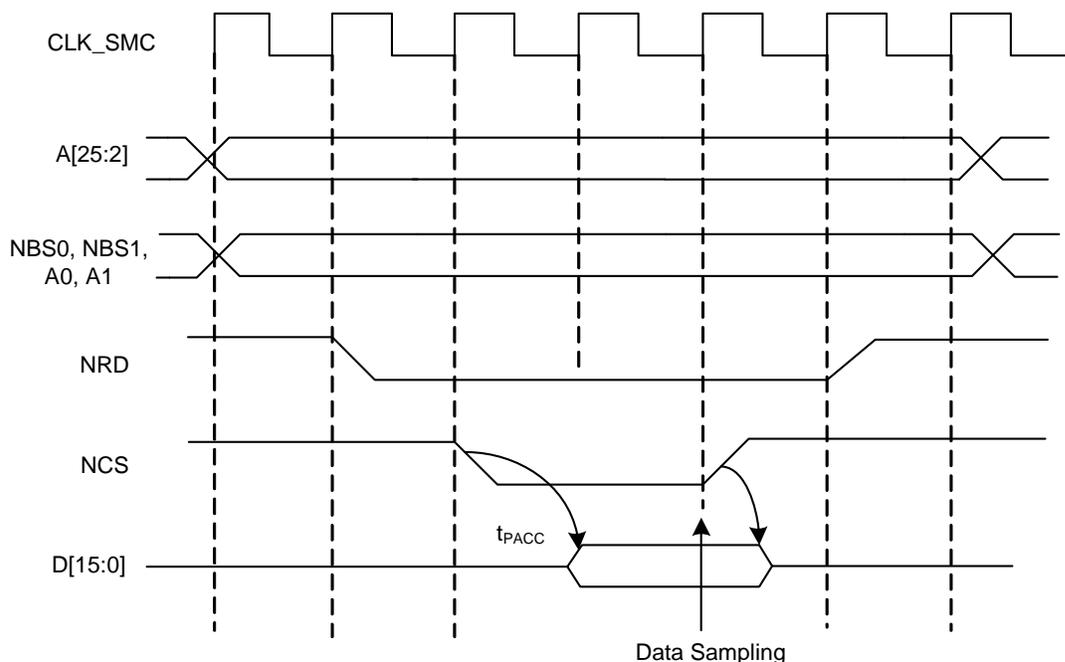 CLK_SMC
A[25:2]
NBS0, NBS1,
A0, A1
NRD
NCS
tPACC
D[15:0]
Data Sampling